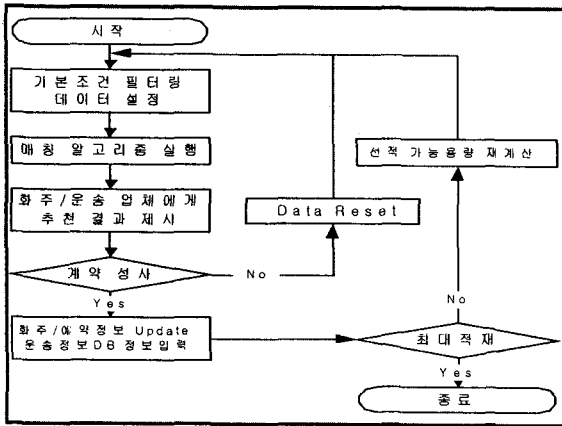 시작
기본조건 필터링
데이터 설정
매칭 알고리즘 실행
화주/운송 업체에게
추천 결과 제시
계약 성사
No
Yes
화주/예약정보 Update
운송정보DB 정보입력
Data Reset
선적 가능용량 재계산
No
최대적재
Yes
종료